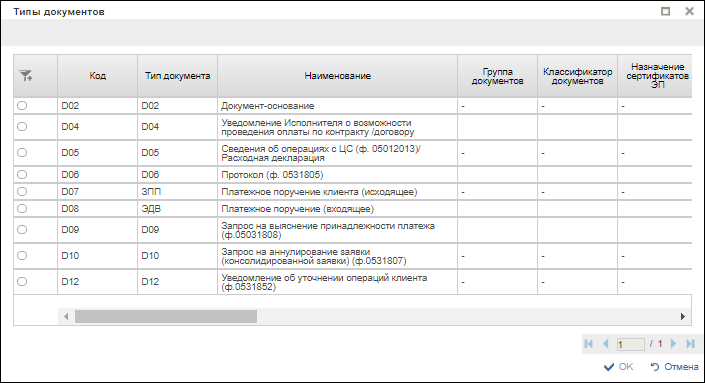 Типы документов
Код Тип документа Наименование Группа документов Классификатор документов Назначение сертификатов ЭП
D02 D02 Документ-основание - - -
D04 D04 Уведомление Исполнителя о возможности
проведения оплаты по контракту /договору
D05 D05 Сведения об операциях с ЦС (ф. 05012013)/
Расходная декларация - - -
D06 D06 Протокол (ф. 0531805)
D07 ЗПП Платежное поручение клиента (исходящее) - - -
D08 ЭДВ Платежное поручение (входящее)
D09 D09 Запрос на выяснение принадлежности платежа
(ф.05031808)
D10 D10 Запрос на аннулирование заявки
(консолидированной заявки) (ф.0531807) - - -
D12 D12 Уведомление об уточнении операций клиента
(ф.0531852) - - -
1 / 1
OK Отмена